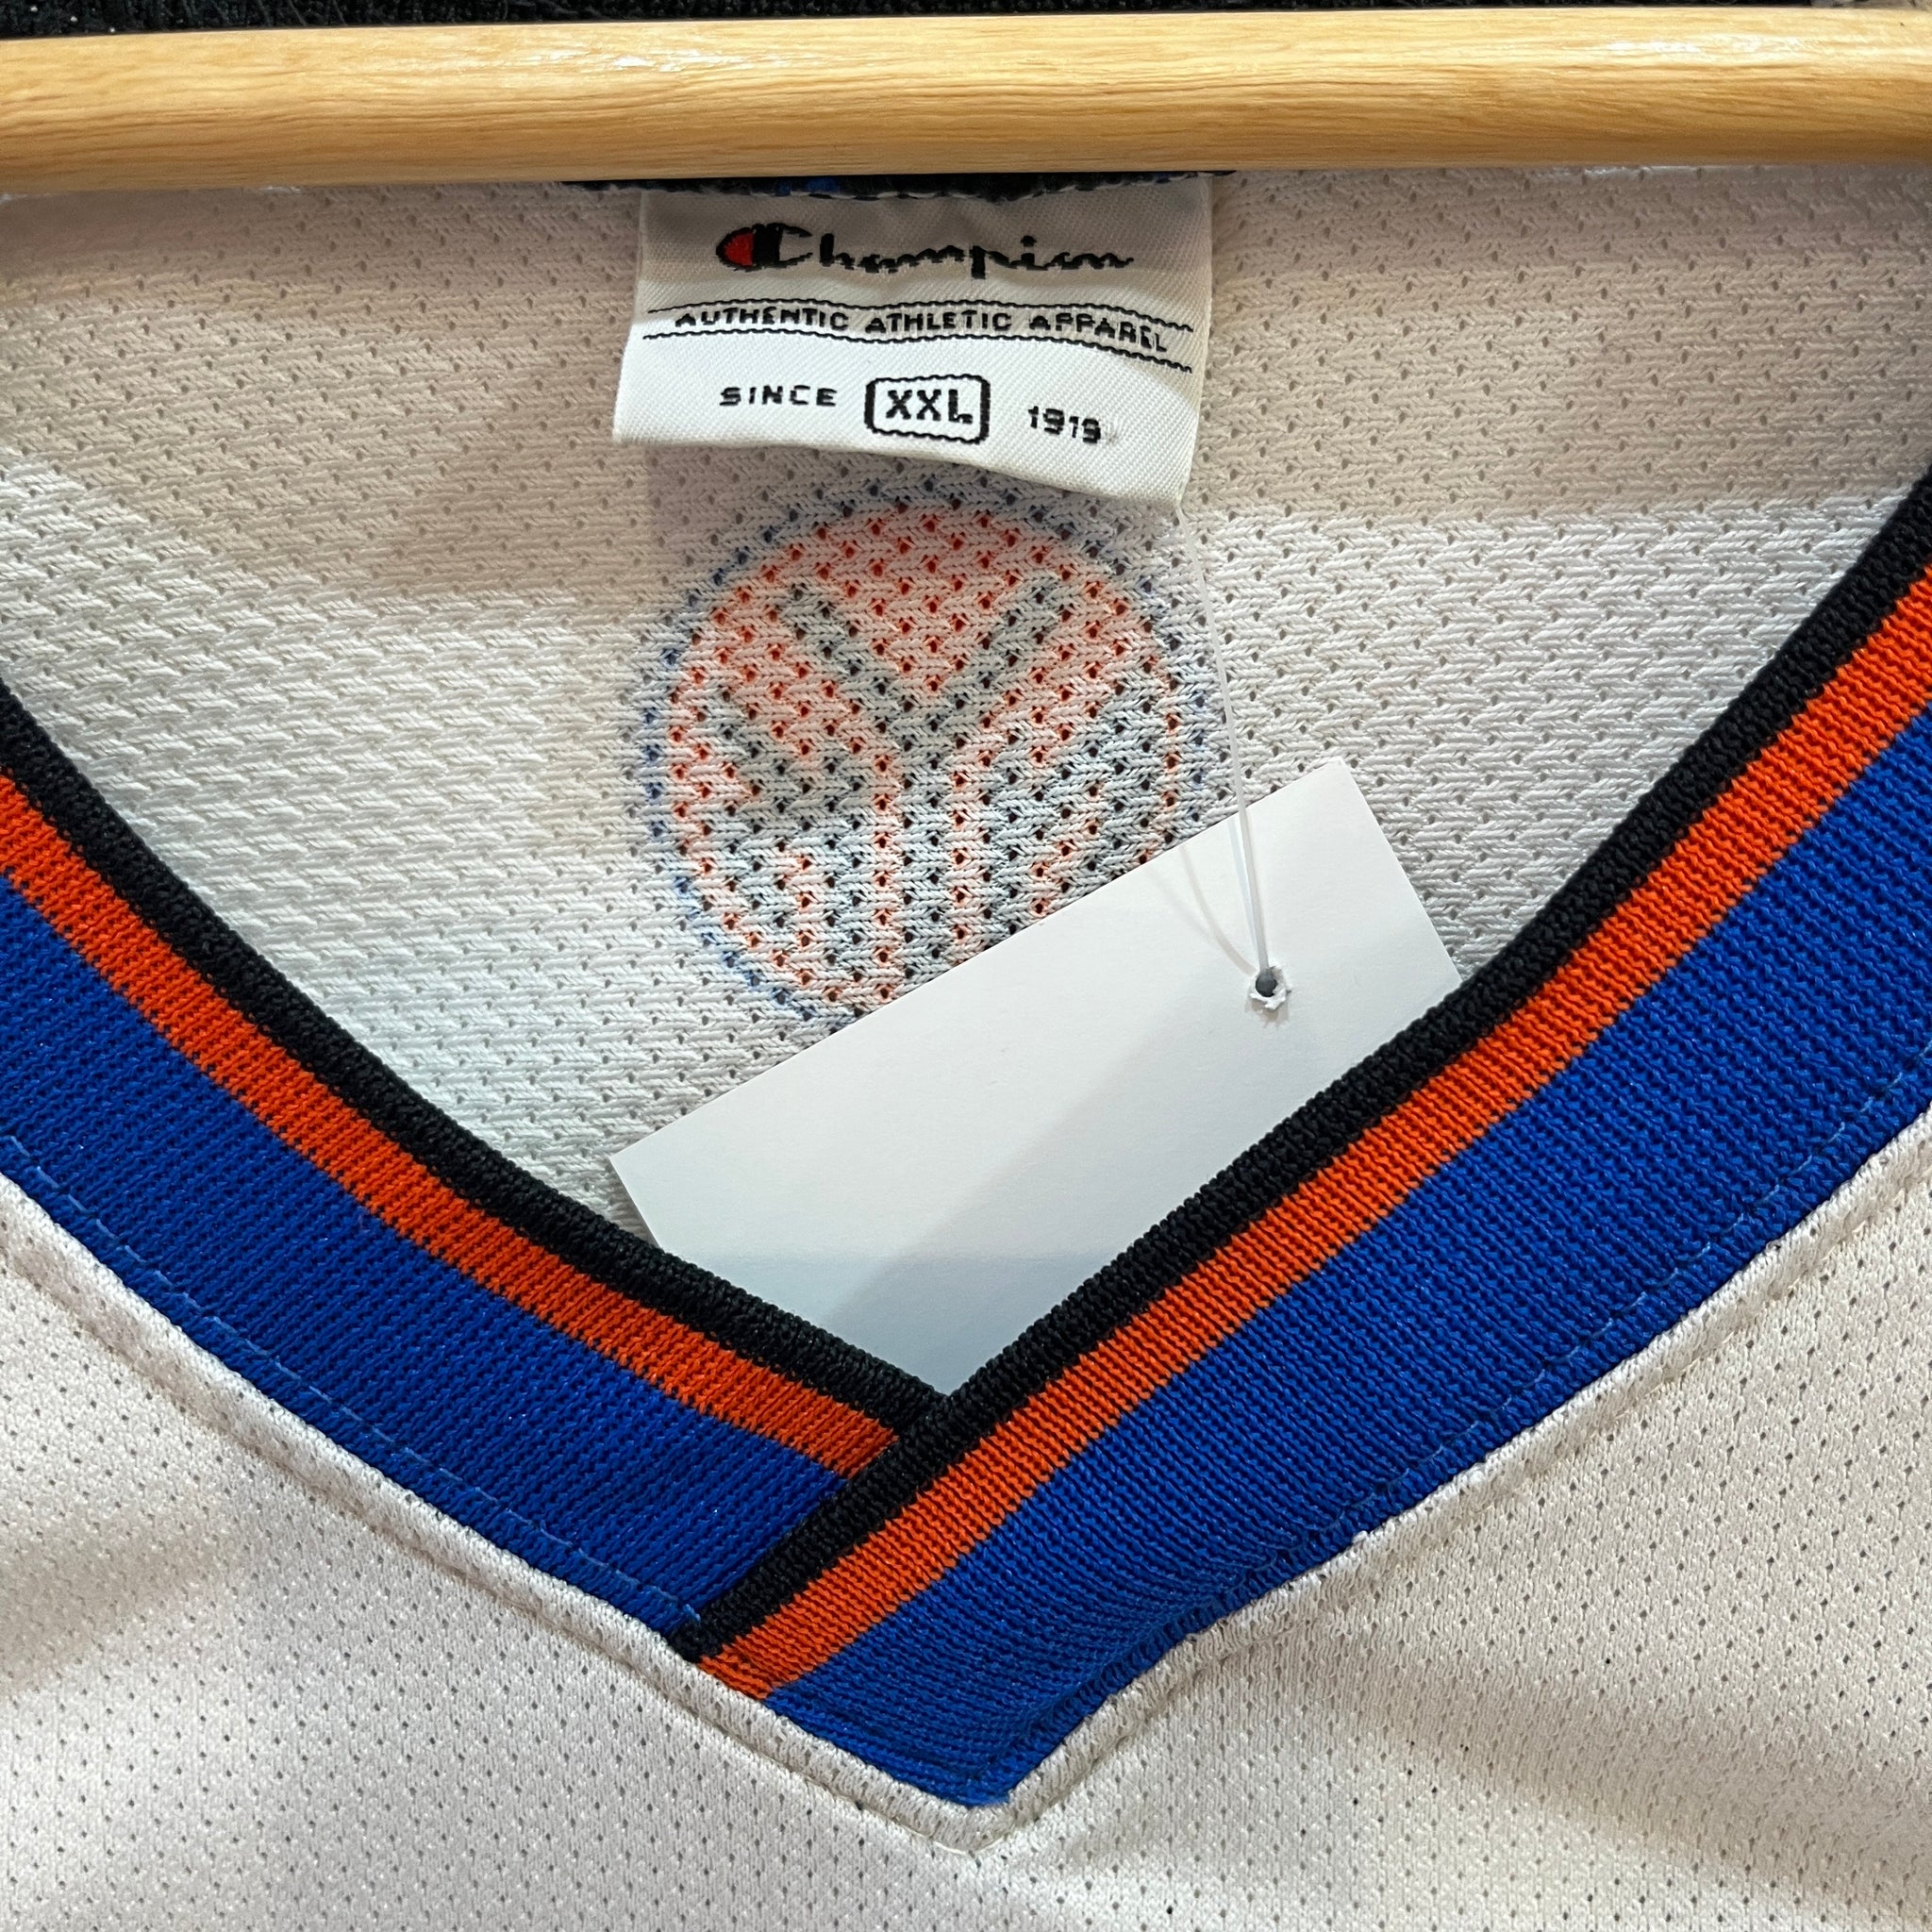 Champion
AUTHENTIC ATHLETIC APPAREL
SINCE XXL 1919